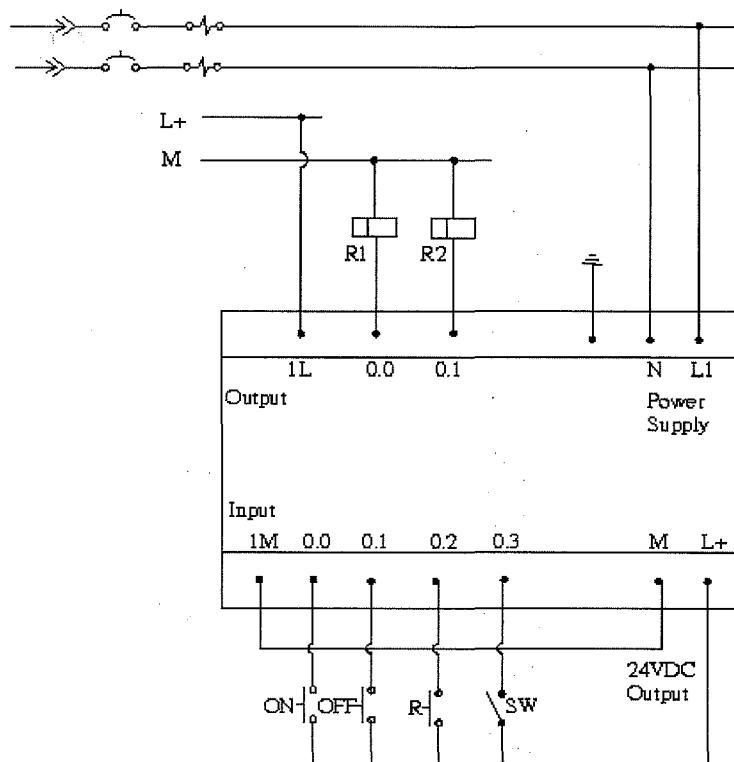 L+
M
R1 R2
1L 0.0 0.1 N L1
Output Power
Supply
Input
1M 0.0 0.1 0.2 0.3 M L+
24VDC
Output
ON OFF R SW